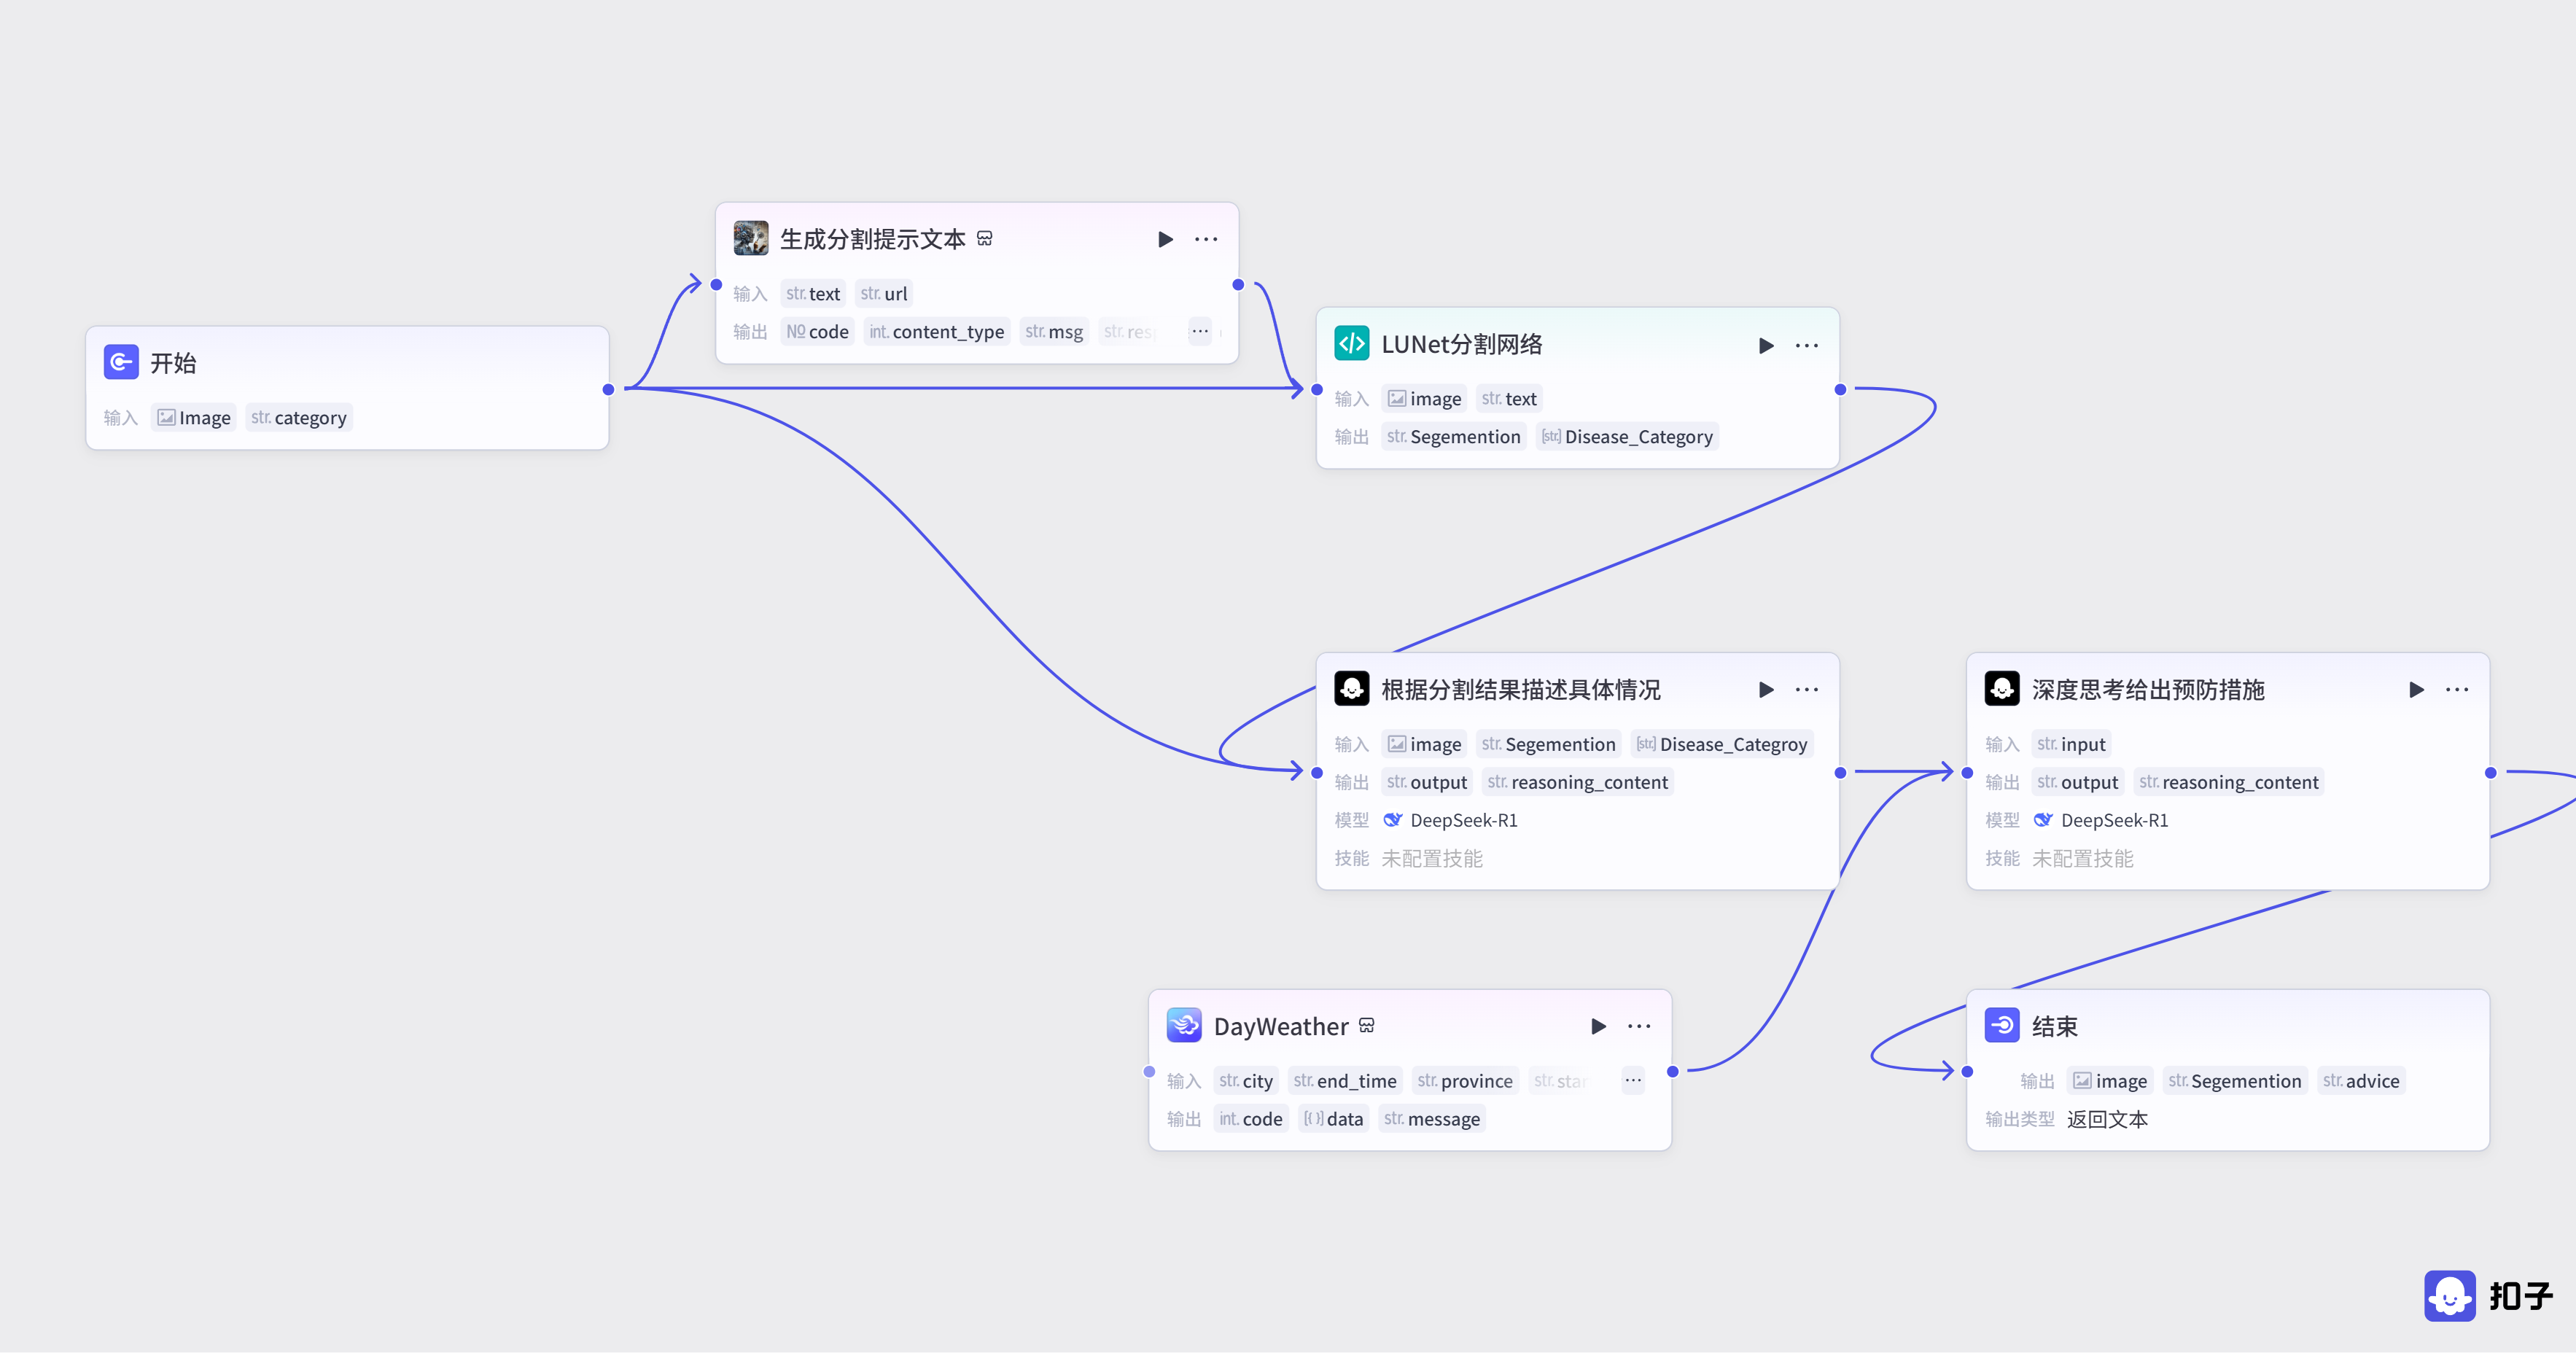 开始
输入 Image str. category
生成分割提示文本
输入 str. text str. url
输出 NO code int. content_type str. msg str. res ...
LUNet分割网络
输入 image str. text
输出 str. Segemention [str] Disease_Category
根据分割结果描述具体情况
输入 image str. Segemention [str] Disease_Categroy
输出 str. output str. reasoning_content
模型 DeepSeek-R1
技能 未配置技能
深度思考给出预防措施
输入 str. input
输出 str. output str. reasoning_content
模型 DeepSeek-R1
技能 未配置技能
DayWeather
输入 str. city str. end_time str. province str. star ...
输出 int. code [{}] data str. message
结束
输出 image str. Segemention str. advice
输出类型 返回文本
扣子